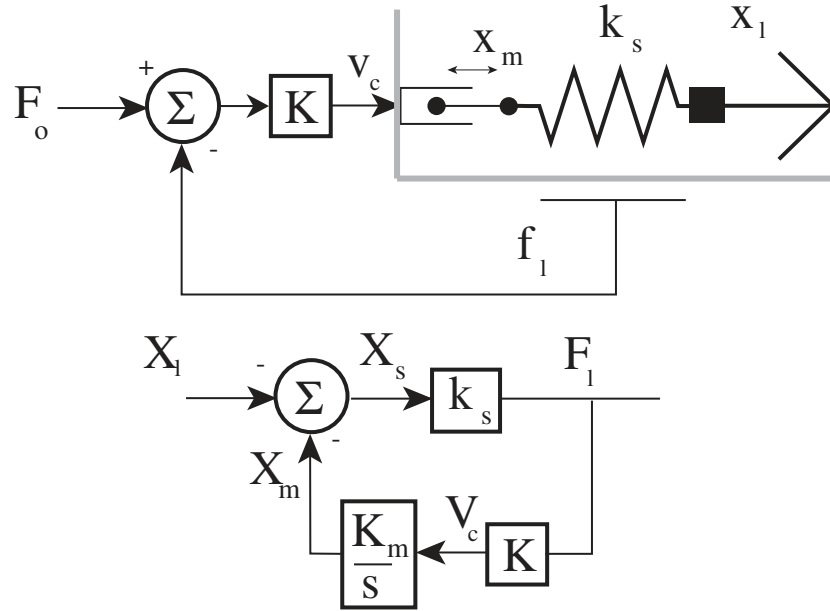 +
F_o
Σ
-
K
v_c
x_m
k_s
x_l
f_l
X_l
-
Σ
-
X_s
k_s
F_l
X_m
K_m
s
V_c
K